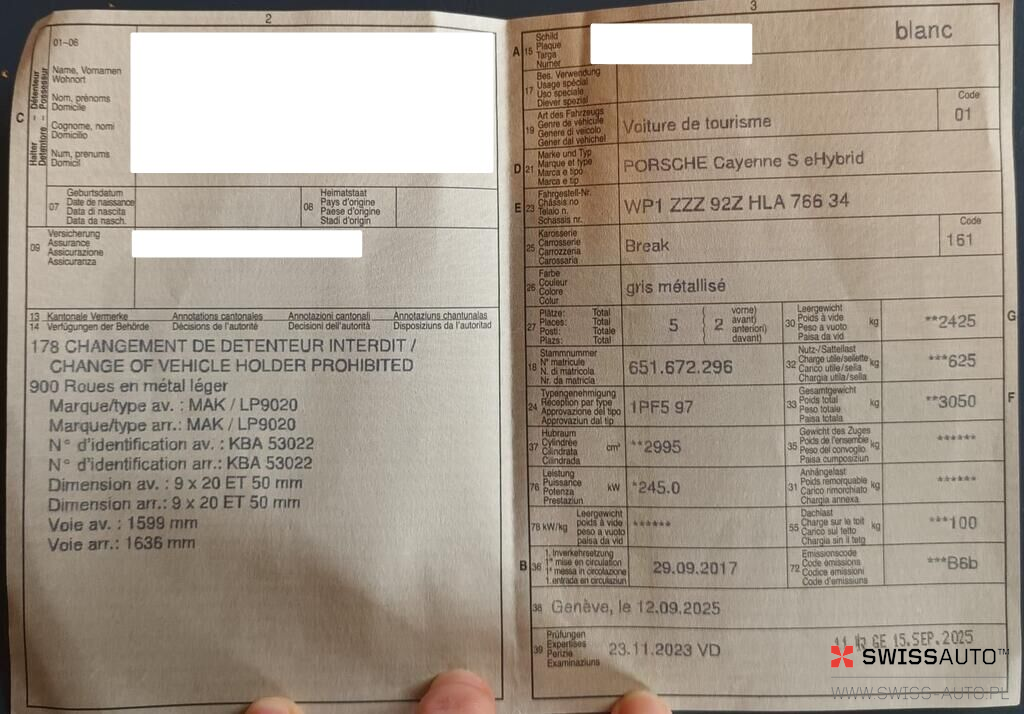 2
01-06
C
Halter - Détenteur
Detentore - Possessur
Name, Vornamen
Wohnort
Nom, prénoms
Domicile
Cognome, nomi
Domicilio
Num, prenums
Domicil
07
Geburtsdatum
Date de naissance
Data di nascita
Data da nasch.
08
Heimatstaat
Pays d'origine
Paese d'origine
Stadi d'origin
09
Versicherung
Assurance
Assicurazione
Assicuranza
13 Kantonale Vermerke Annotations cantonales Annotazioni cantonali Annotaziuns chantunalas
14 Verfügungen der Behörde Décisions de l'autorité Decisioni dell'autorità Disposiziuns da l'autoritad
178 CHANGEMENT DE DETENTEUR INTERDIT /
CHANGE OF VEHICLE HOLDER PROHIBITED
900 Roues en métal léger
Marque/type av. : MAK / LP9020
Marque/type arr.: MAK / LP9020
N° d'identification av. : KBA 53022
N° d'identification arr.: KBA 53022
Dimension av. : 9 x 20 ET 50 mm
Dimension arr.: 9 x 20 ET 50 mm
Voie av. : 1599 mm
Voie arr.: 1636 mm
3
A 15
Schild
Plaque
Targa
Numer
blanc
17
Bes. Verwendung
Usage spécial
Uso speciale
Diever spezial
19
Art des Fahrzeugs
Genre de véhicule
Genere di veicolo
Gener dal vehichel
Voiture de tourisme
Code
01
D 21
Marke und Typ
Marque et type
Marca e tipo
Marca e tip
PORSCHE Cayenne S eHybrid
E 23
Fahrgestell-Nr.
Châssis no
Telaio n.
Schassis nr.
WP1 ZZZ 92Z HLA 766 34
25
Karosserie
Carrosserie
Carrozzeria
Carossaria
Break
Code
161
26
Farbe
Couleur
Colore
Colur
gris métallisé
27
Plätze: Total
Places: Total
Posti: Totale
Plazs: Total
5
2
vorne)
avant)
anteriori)
davant)
30
Leergewicht
Poids à vide
Peso a vuoto
Paisa da vid
kg
**2425
G
18
Stammnummer
N° matricule
N. di matricola
Nr. da matricla
651.672.296
32
Nutz-/Sattellast
Charge utile/sellette
Carico utile/sella
Chargia utila/sella
kg
***625
24
Typengenehmigung
Réception par type
Approvazione del tipo
Approvaziun dal tip
1PF5 97
33
Gesamtgewicht
Poids total
Peso totale
Paisa totala
kg
**3050
F
37
Hubraum
Cylindrée
Cilindrata
Cilindrada
cm³
**2995
35
Gewicht des Zuges
Poids de l'ensemble
Peso del convoglio
Paisa cumposiziun
kg
******
76
Leistung
Puissance
Potenza
Prestaziun
kW
*245.0
31
Anhängelast
Poids remorquable
Carico rimorchiato
Chargia annexa
kg
******
78 kW/kg
Leergewicht
poids à vide
peso a vuoto
paisa da vid
******
55
Dachlast
Charge sur le toit
Carico sul tetto
Chargia sin il tetg
kg
***100
B 36
1. Inverkehrsetzung
1re mise en circulation
1a messa in circolazione
1. entrada en circulaziun
29.09.2017
72
Emissionscode
Code émissions
Codice emissioni
Code d'emissiuns
***B6b
38 Genève, le 12.09.2025
39
Prüfungen
Expertises
Perizie
Examinaziuns
23.11.2023 VD
GE 15.SEP.2025
SWISSAUTO™
WWW.SWISS-AUTO.PL